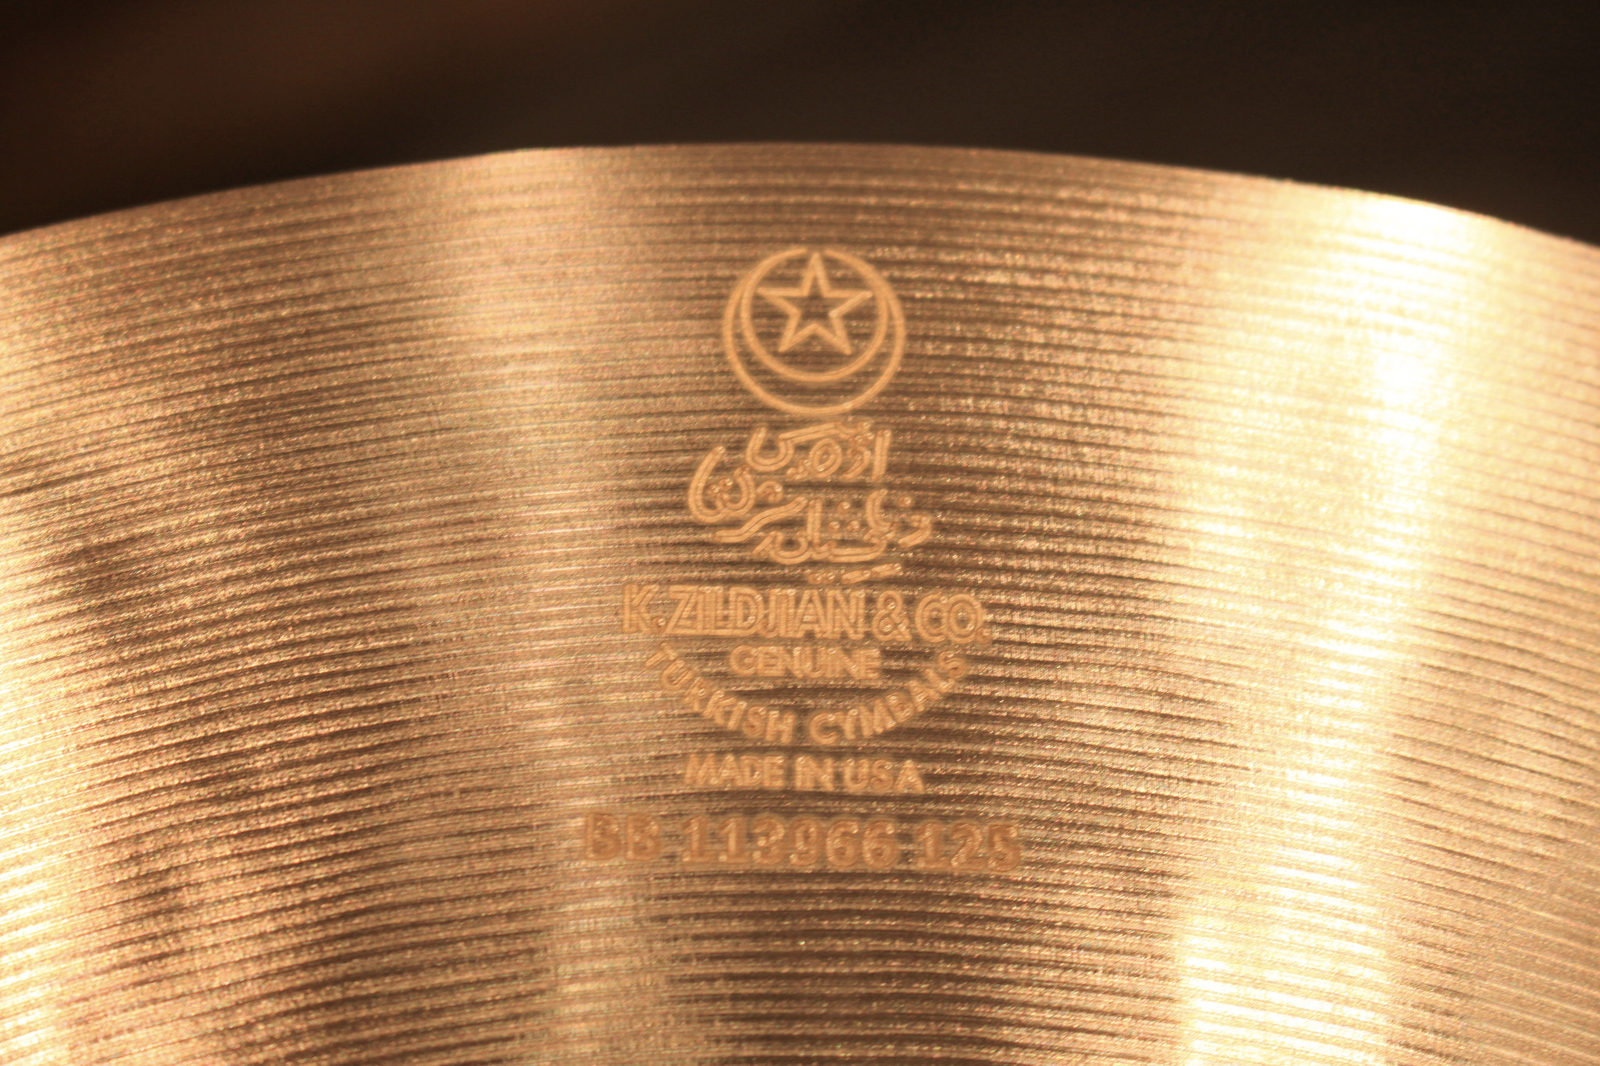 K. ZILDJIAN & CO.
GENUINE
TURKISH CYMBALS
MADE IN USA
BB 113966 125